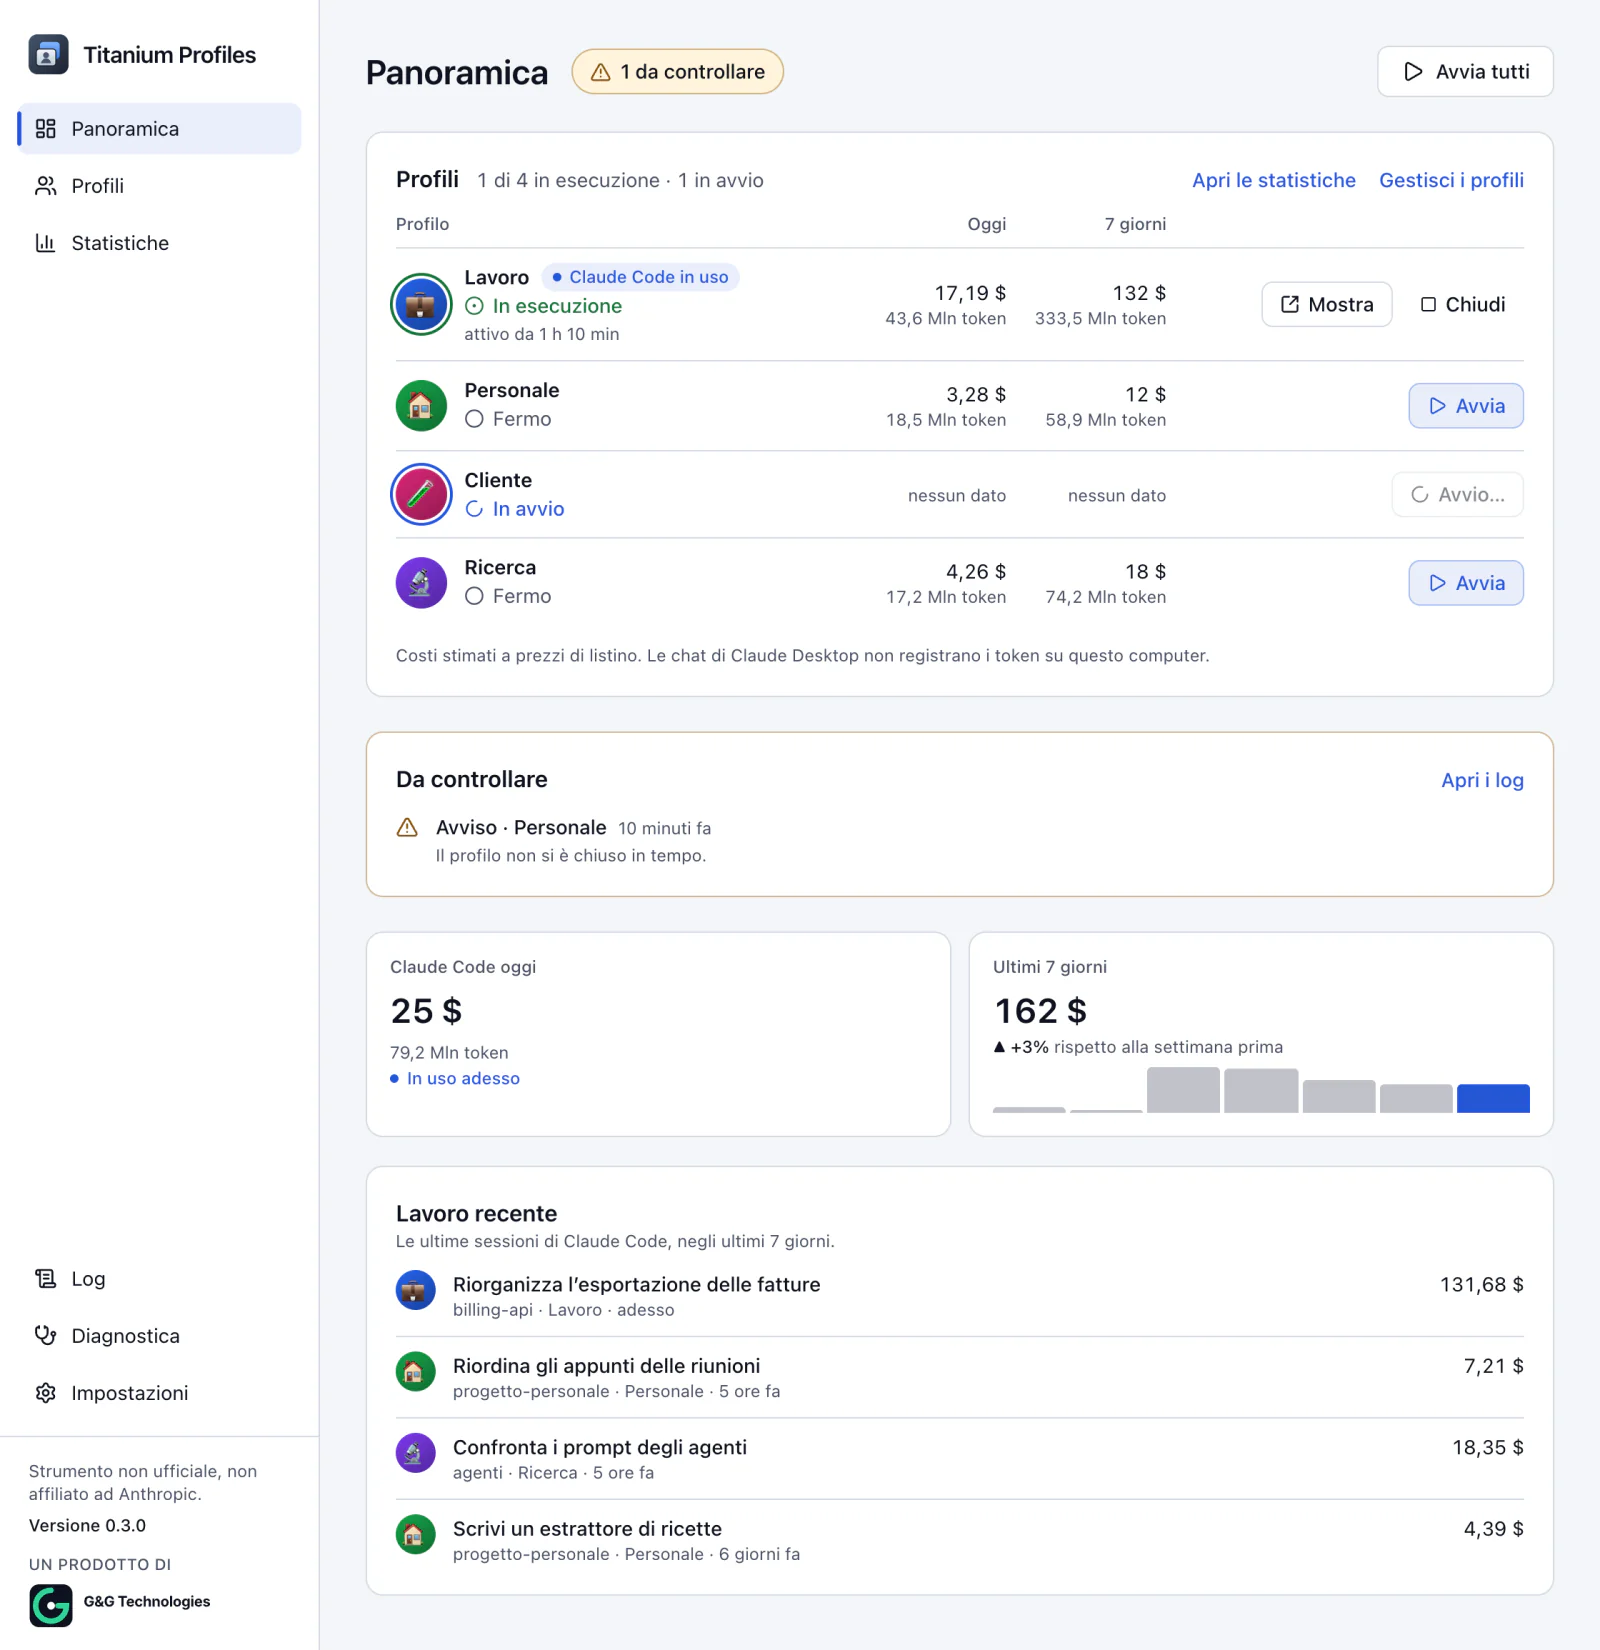 Titanium Profiles
Panoramica
Profili
Statistiche
Log
Diagnostica
Impostazioni
Strumento non ufficiale, non
affiliato ad Anthropic.
Versione 0.3.0
UN PRODOTTO DI
G&G Technologies
Panoramica
1 da controllare
Avvia tutti
Profili 1 di 4 in esecuzione · 1 in avvio
Apri le statistiche Gestisci i profili
Profilo Oggi 7 giorni
Lavoro Claude Code in uso
In esecuzione
attivo da 1 h 10 min
17,19 $ 132 $
43,6 Mln token 333,5 Mln token
Mostra Chiudi
Personale
Fermo
3,28 $ 12 $
18,5 Mln token 58,9 Mln token
Avvia
Cliente
In avvio
nessun dato nessun dato
Avvio...
Ricerca
Fermo
4,26 $ 18 $
17,2 Mln token 74,2 Mln token
Avvia
Costi stimati a prezzi di listino. Le chat di Claude Desktop non registrano i token su questo computer.
Da controllare
Apri i log
Avviso · Personale 10 minuti fa
Il profilo non si è chiuso in tempo.
Claude Code oggi
25 $
79,2 Mln token
In uso adesso
Ultimi 7 giorni
162 $
▲ +3% rispetto alla settimana prima
Lavoro recente
Le ultime sessioni di Claude Code, negli ultimi 7 giorni.
Riorganizza l’esportazione delle fatture 131,68 $
billing-api · Lavoro · adesso
Riordina gli appunti delle riunioni 7,21 $
progetto-personale · Personale · 5 ore fa
Confronta i prompt degli agenti 18,35 $
agenti · Ricerca · 5 ore fa
Scrivi un estrattore di ricette 4,39 $
progetto-personale · Personale · 6 giorni fa